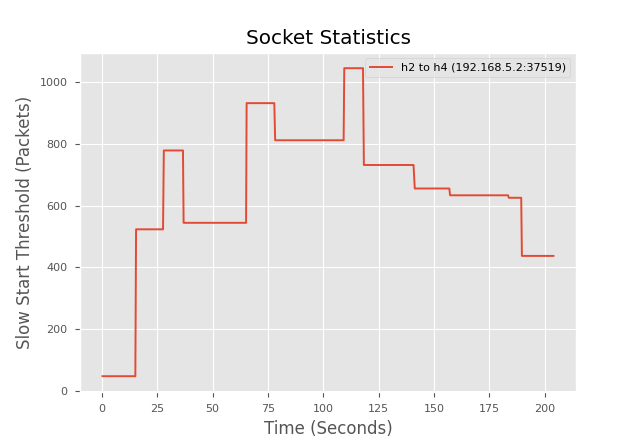 Socket Statistics
h2 to h4 (192.168.5.2:37519)
Slow Start Threshold (Packets)
1000
800
600
400
200
0
0 25 50 75 100 125 150 175 200
Time (Seconds)